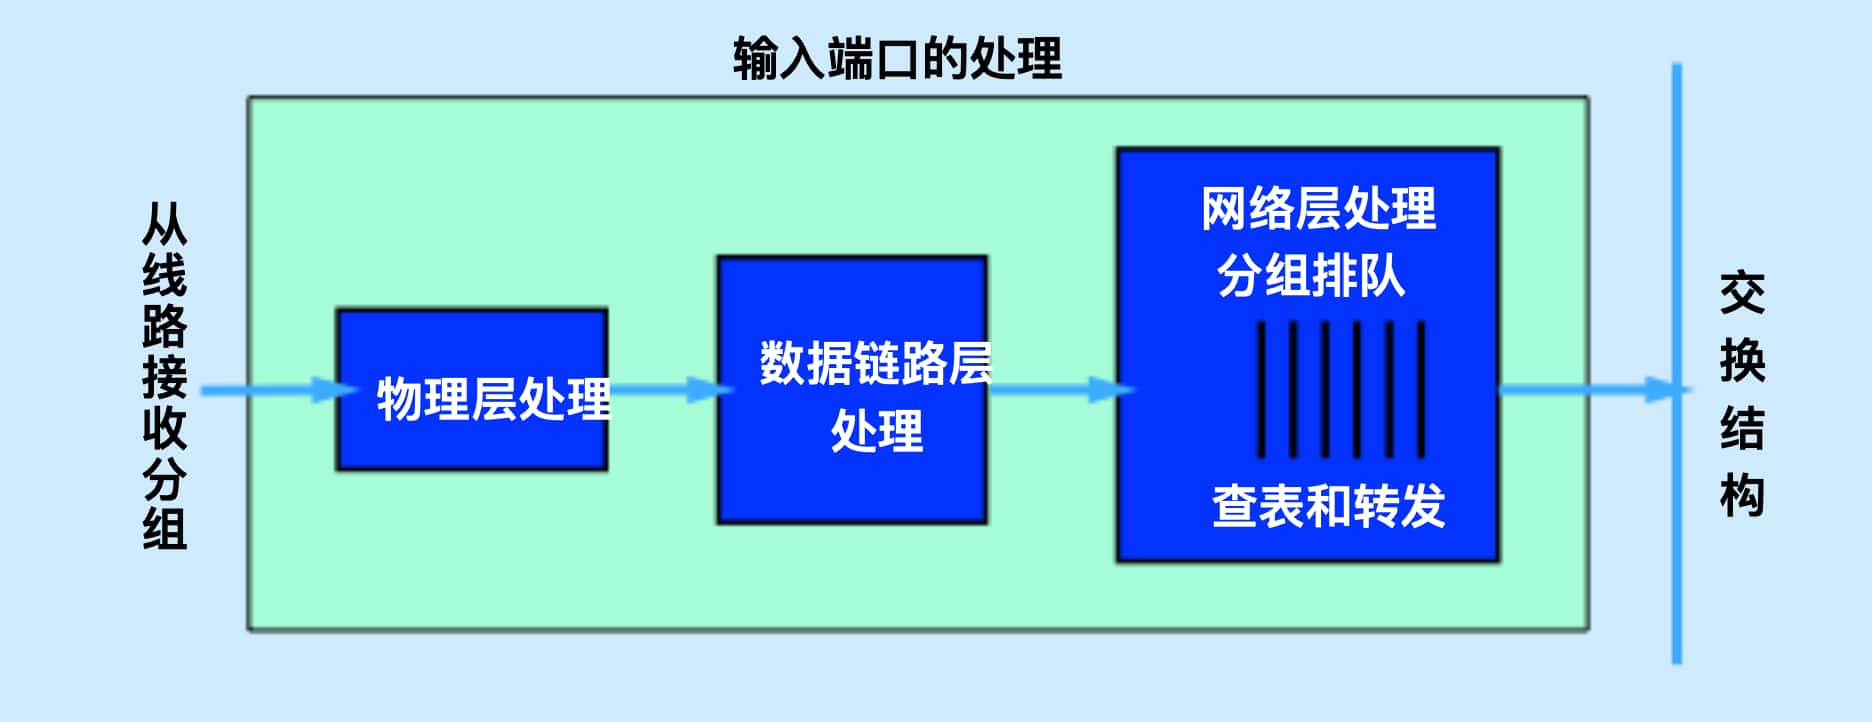 输入端口的处理
从线路接收分组
物理层处理
数据链路层
处理
网络层处理
分组排队
查表和转发
交换结构